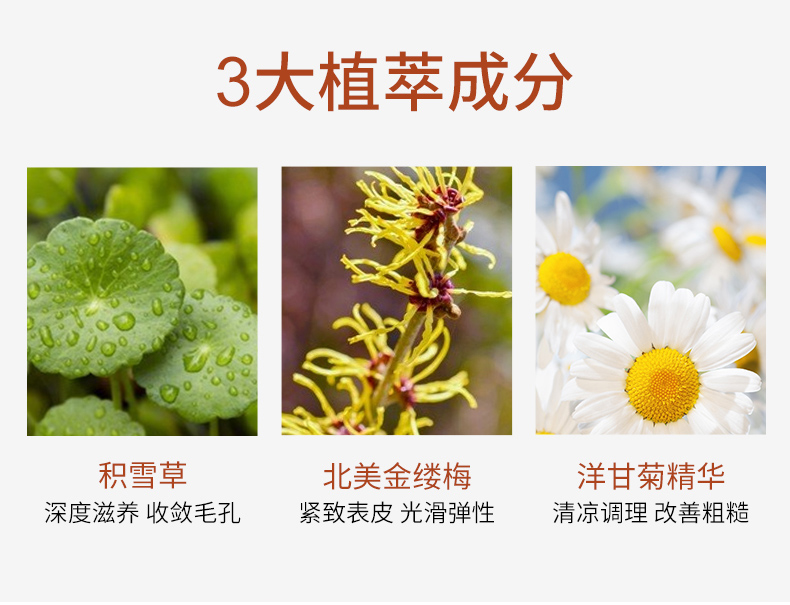 3大植萃成分
积雪草
深度滋养 收敛毛孔
北美金缕梅
紧致表皮 光滑弹性
洋甘菊精华
清凉调理 改善粗糙